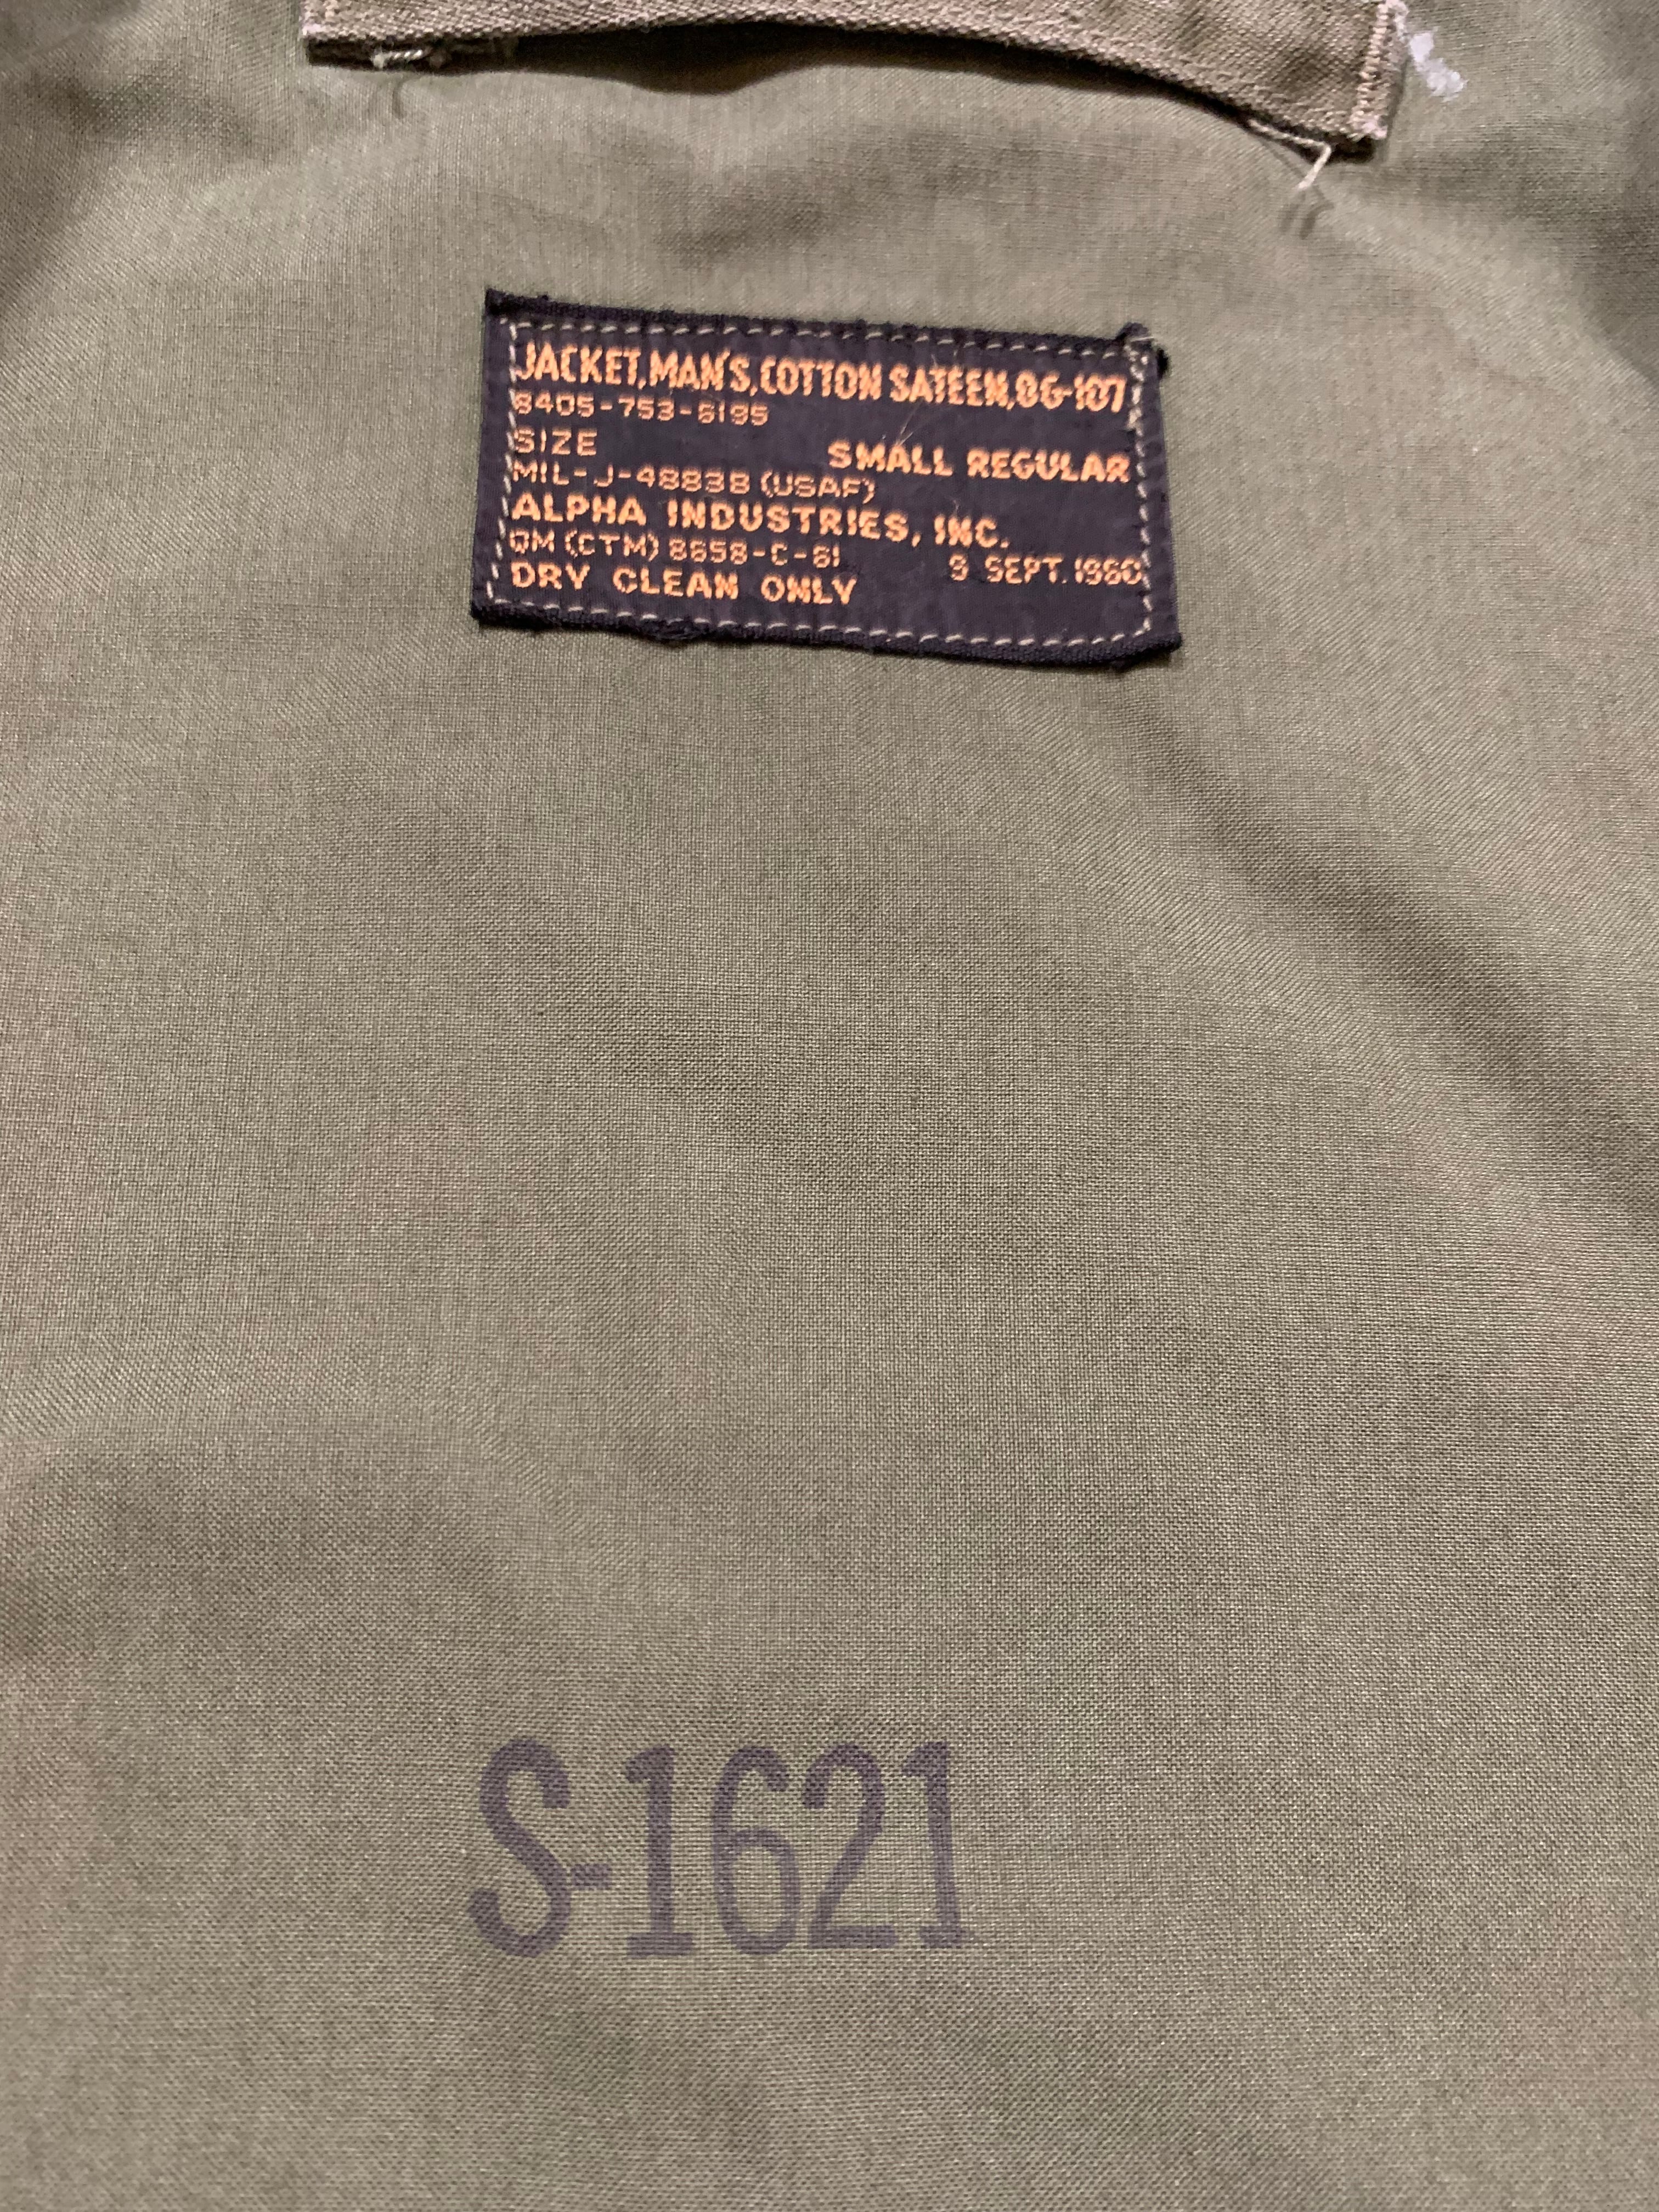 JACKET, MAN'S, COTTON SATEEN, OG-107
8405-753-6195
SIZE SMALL REGULAR
MIL-J-4883B (USAF)
ALPHA INDUSTRIES, INC.
QM (CTM) 8658-C-61 9 SEPT. 1960
DRY CLEAN ONLY
S-1621